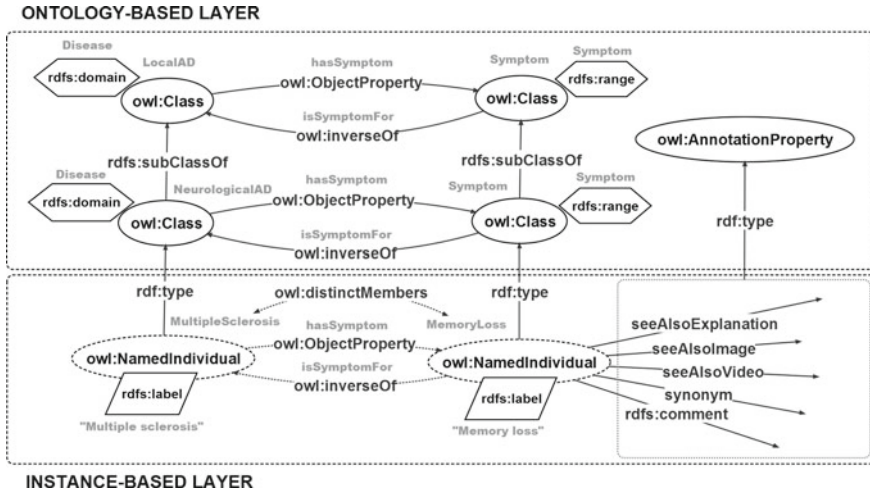 ONTOLOGY-BASED LAYER
Disease
rdfs:domain
LocalAD
owl:Class
hasSymptom
owl:ObjectProperty
isSymptomFor
owl:inverseOf
Symptom
owl:Class
Symptom
rdfs:range
rdfs:subClassOf
rdfs:subClassOf
owl:AnnotationProperty
Disease
rdfs:domain
NeurologicalAD
owl:Class
hasSymptom
owl:ObjectProperty
isSymptomFor
owl:inverseOf
Symptom
owl:Class
Symptom
rdfs:range
rdf:type
rdf:type
owl:distinctMembers
rdf:type
MultipleSclerosis
owl:NamedIndividual
rdfs:label
"Multiple sclerosis"
hasSymptom
owl:ObjectProperty
isSymptomFor
owl:inverseOf
MemoryLoss
owl:NamedIndividual
rdfs:label
"Memory loss"
seeAlsoExplanation
seeAlsoImage
seeAlsoVideo
synonym
rdfs:comment
INSTANCE-BASED LAYER